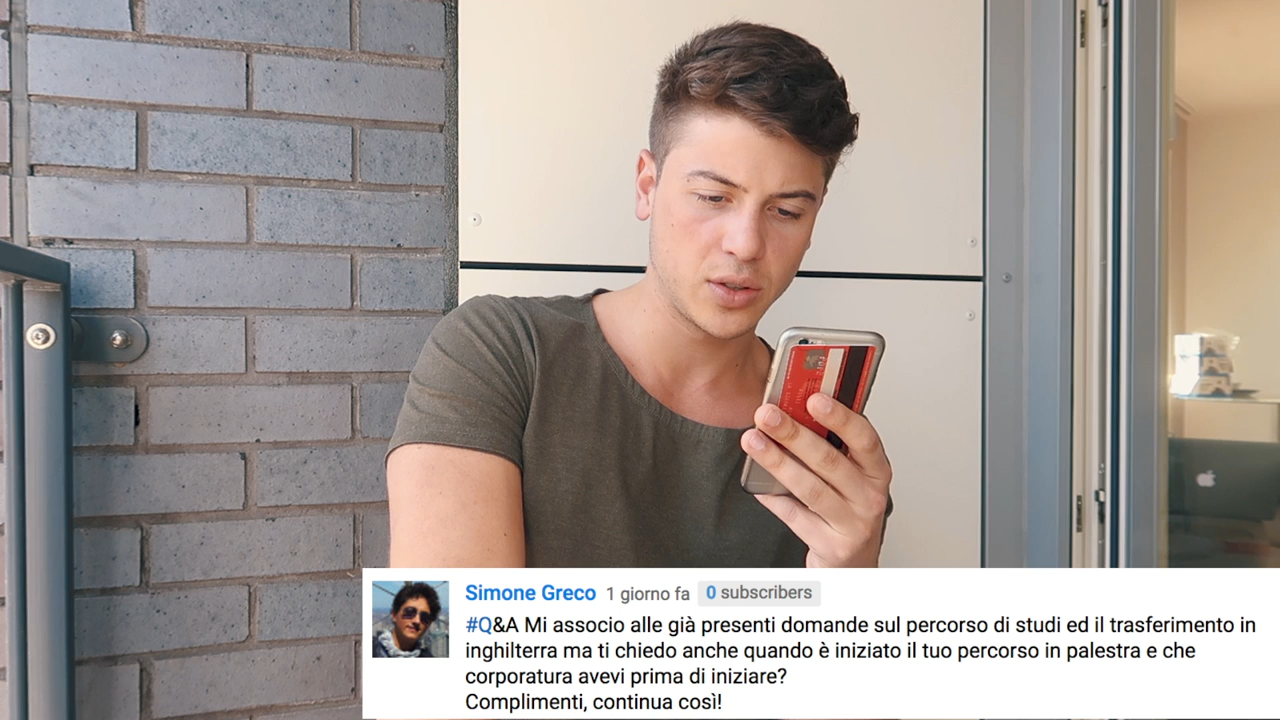 Simone Greco 1 giorno fa 0 subscribers
#Q&A Mi associo alle già presenti domande sul percorso di studi ed il trasferimento in
inghilterra ma ti chiedo anche quando è iniziato il tuo percorso in palestra e che
corporatura avevi prima di iniziare?
Complimenti, continua così!